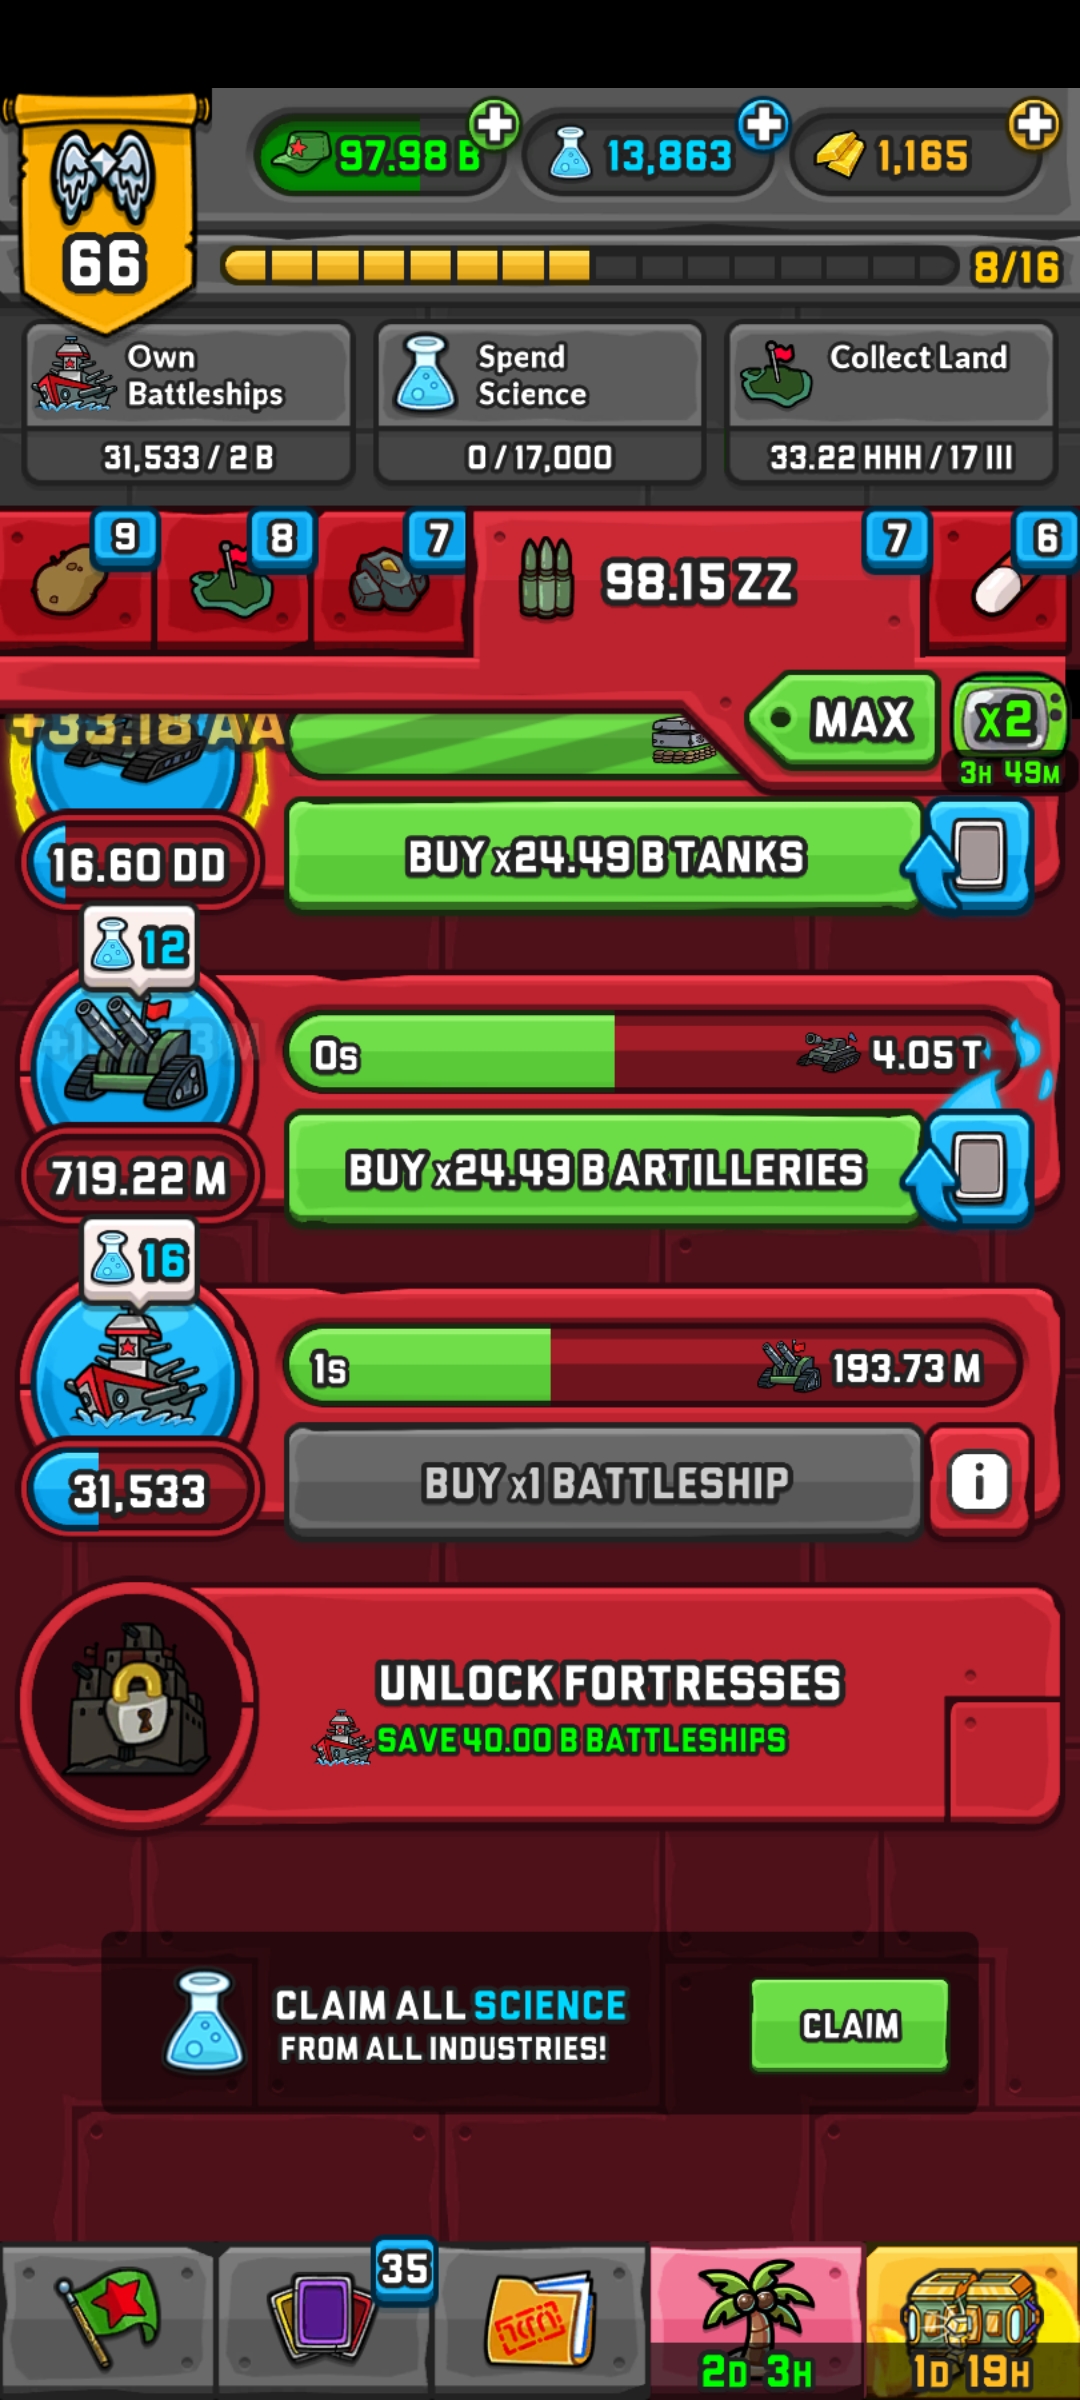 97.98 B
13,863
1,165
66
8/16
Own
Battleships
31,533 / 2 B
Spend
Science
0 / 17,000
Collect Land
33.22 HHH / 17 III
9
8
7
98.15 ZZ
7
6
+33.18 AA
MAX
x2
3H 49M
16.60 DD
BUY x24.49 B TANKS
12
0s
4.05 T
719.22 M
BUY x24.49 B ARTILLERIES
16
1s
193.73 M
31,533
BUY x1 BATTLESHIP
i
UNLOCK FORTRESSES
SAVE 40.00 B BATTLESHIPS
CLAIM ALL SCIENCE
FROM ALL INDUSTRIES!
CLAIM
35
2D 3H
1D 19H